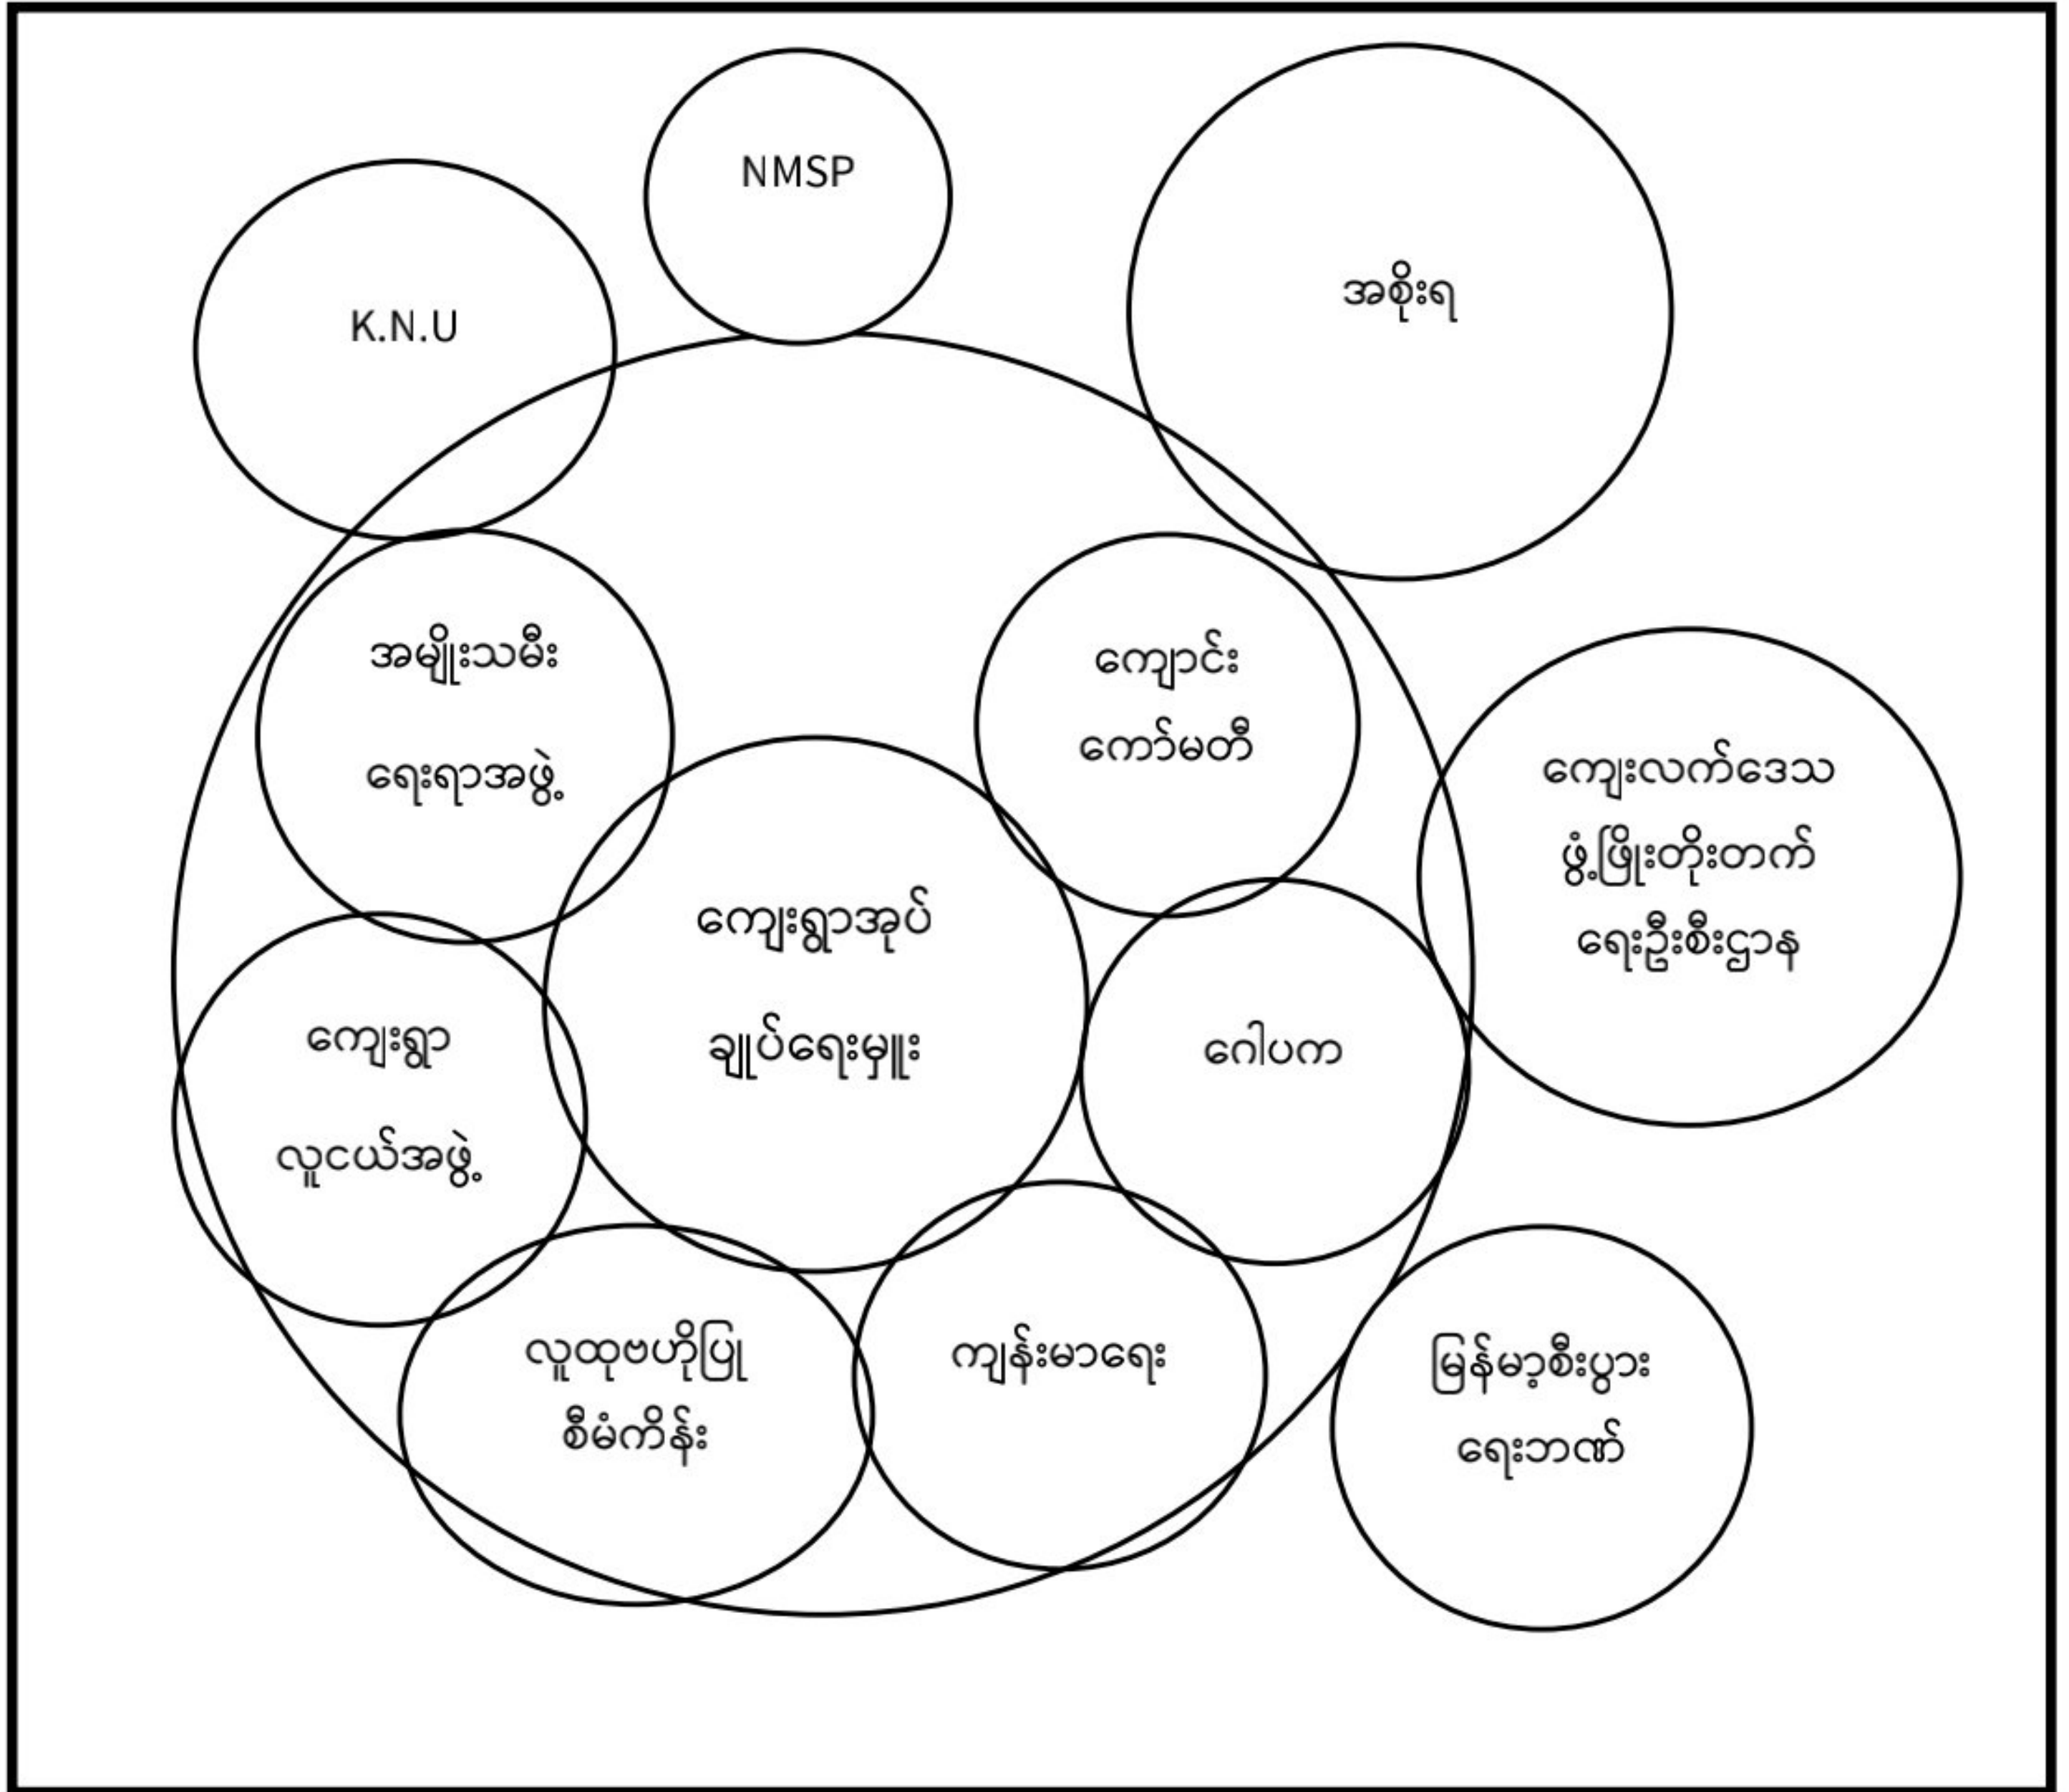 NMSP
K.N.U
အစိုးရ
အမျိုးသမီး
ရေးရာအဖွဲ့
ကျောင်း
ကော်မတီ
ကျေးလက်ဒေသ
ဖွံ့ဖြိုးတိုးတက်
ရေးဦးစီးဌာန
ကျေးရွာအုပ်
ချုပ်ရေးမှူး
ကျေးရွာ
လူငယ်အဖွဲ့
ဂေါပက
လူထုဗဟိုပြု
စီမံကိန်း
ကျန်းမာရေး
မြန်မာ့စီးပွား
ရေးဘဏ်